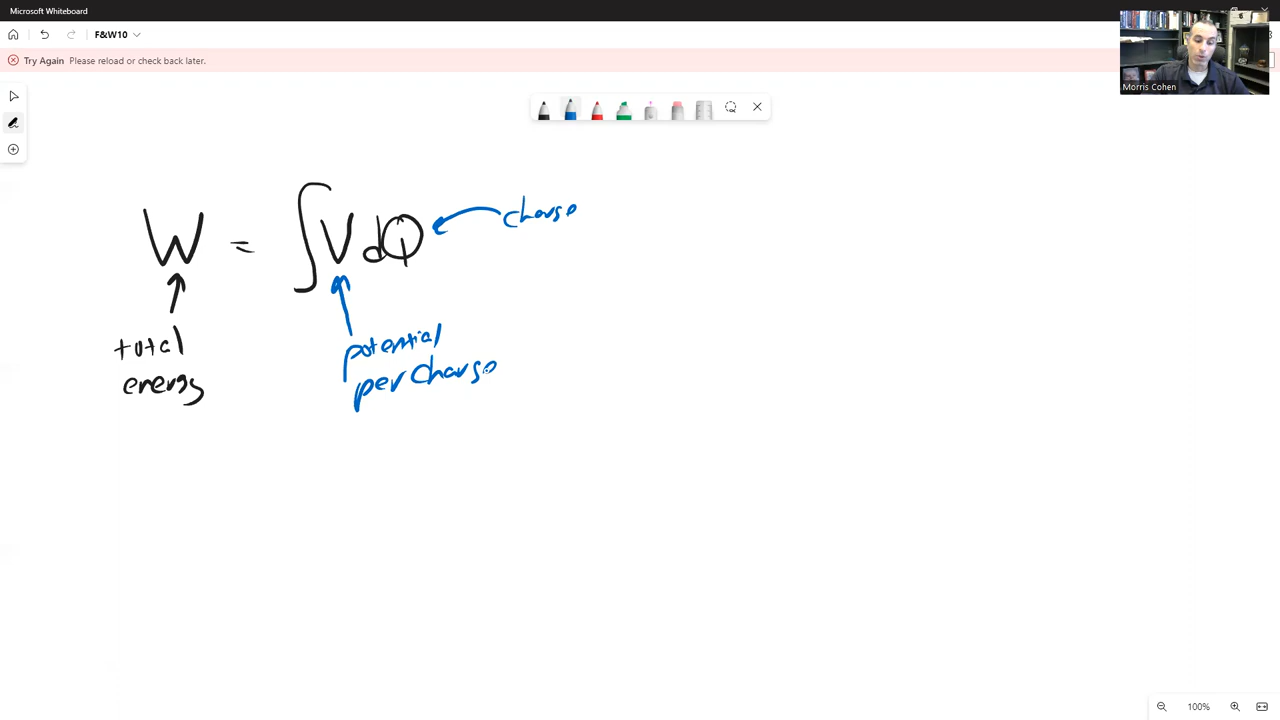 Microsoft Whiteboard
F&W10
Try Again Please reload or check back later.
Morris Cohen
W = ∫V dQ
charge
total
energy
potential
per charge
100%